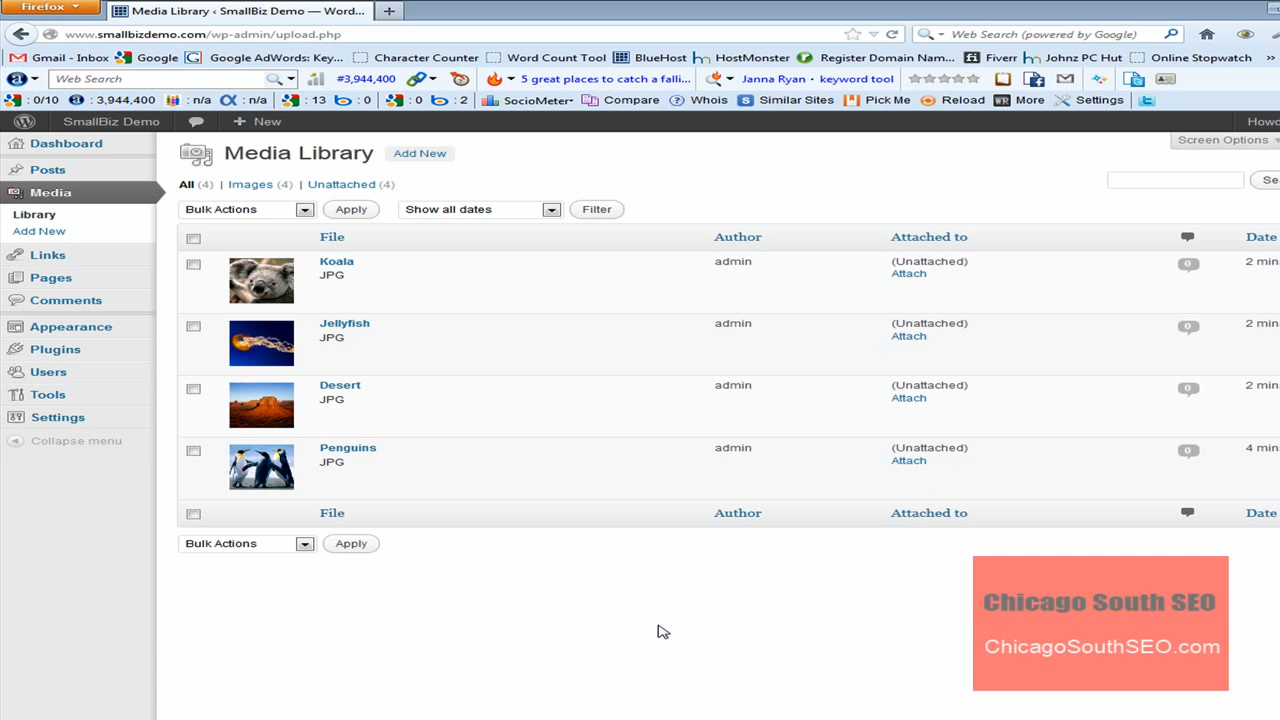 Firefox
Media Library ‹ SmallBiz Demo — Word...
www.smallbizdemo.com/wp-admin/upload.php
Web Search (powered by Google)
Gmail - Inbox Google Google AdWords: Key... Character Counter Word Count Tool BlueHost HostMonster Register Domain Nam... Fiverr Johnz PC Hut Online Stopwatch »
a Web Search #3,944,400 5 great places to catch a falli... Janna Ryan - keyword tool
: 0/10 : 3,944,400 : n/a : n/a : 13 : 0 : 0 : 2 SocioMeter Compare Whois Similar Sites Pick Me Reload WR More Settings
SmallBiz Demo + New Howd
Dashboard
Posts
Media
Library
Add New
Links
Pages
Comments
Appearance
Plugins
Users
Tools
Settings
Collapse menu
Media Library Add New
Screen Options
All (4) | Images (4) | Unattached (4)
Sea
Bulk Actions Apply Show all dates Filter
File Author Attached to Date
Koala admin (Unattached) 0 2 mins
JPG Attach
Jellyfish admin (Unattached) 0 2 mins
JPG Attach
Desert admin (Unattached) 0 2 mins
JPG Attach
Penguins admin (Unattached) 0 4 mins
JPG Attach
File Author Attached to Date
Bulk Actions Apply
Chicago South SEO
ChicagoSouthSEO.com